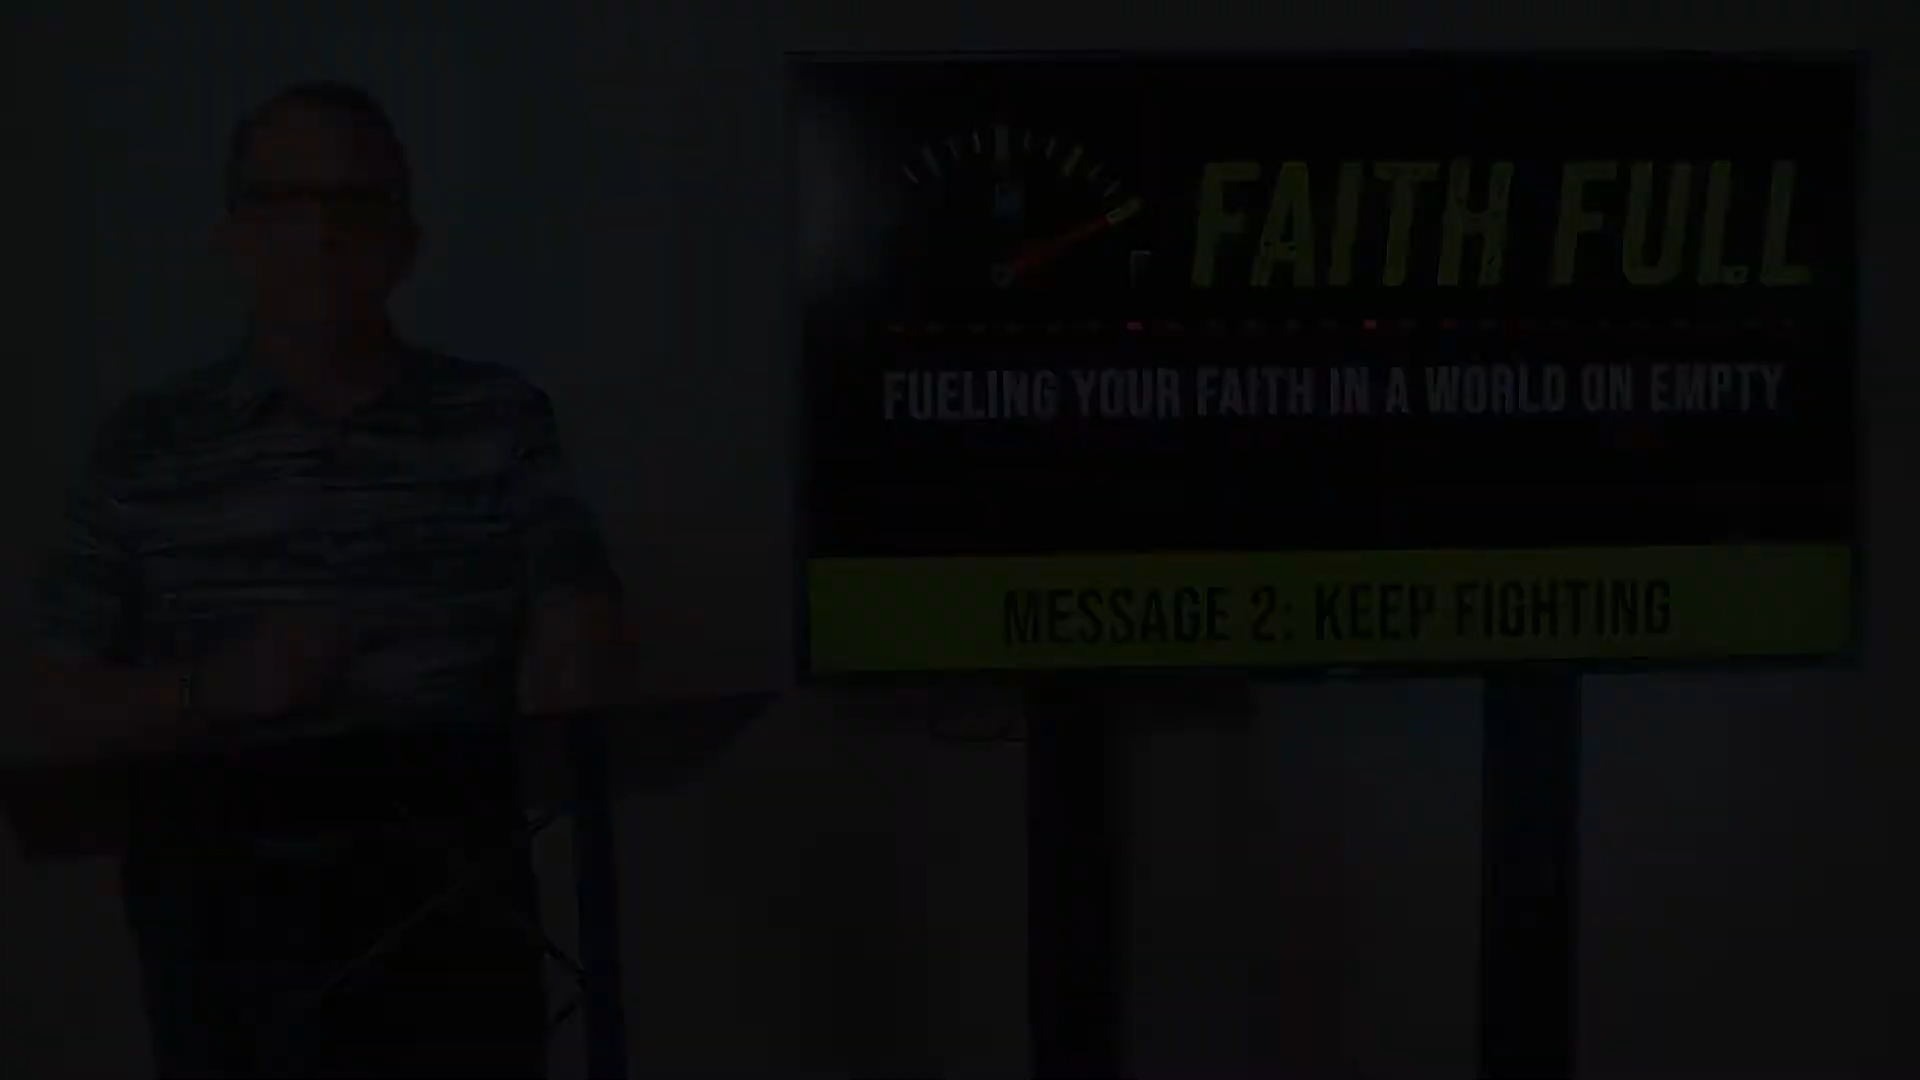 FAITH FULL
FUELING YOUR FAITH IN A WORLD ON EMPTY
MESSAGE 2: KEEP FIGHTING